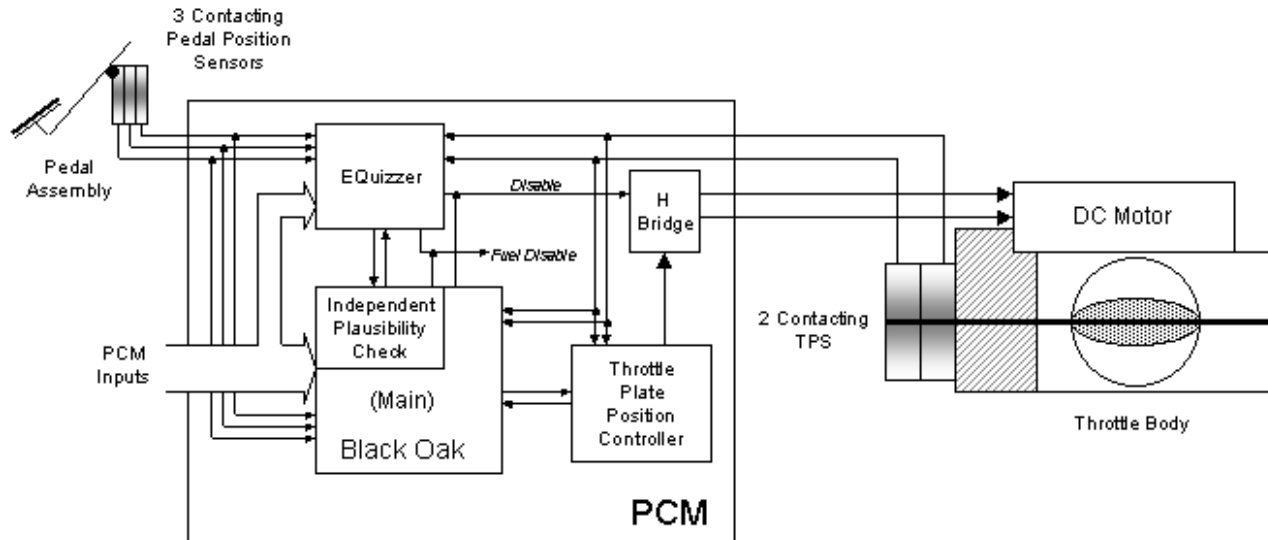 3 Contacting
Pedal Position
Sensors
Pedal
Assembly
EQuizzer
Disable
H
Bridge
DC Motor
Fuel Disable
Independent
Plausibility
Check
2 Contacting
TPS
PCM
Inputs
(Main)
Black Oak
Throttle
Plate
Position
Controller
Throttle Body
PCM